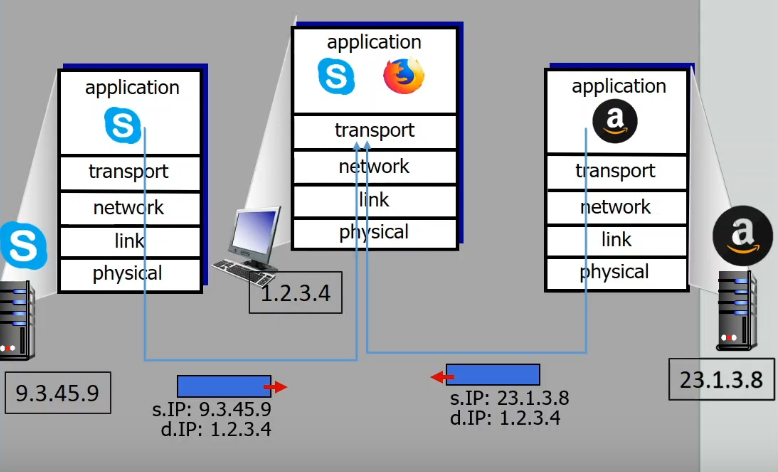 application
transport
network
link
physical
9.3.45.9
application
transport
network
link
physical
1.2.3.4
application
transport
network
link
physical
23.1.3.8
s.IP: 9.3.45.9
d.IP: 1.2.3.4
s.IP: 23.1.3.8
d.IP: 1.2.3.4